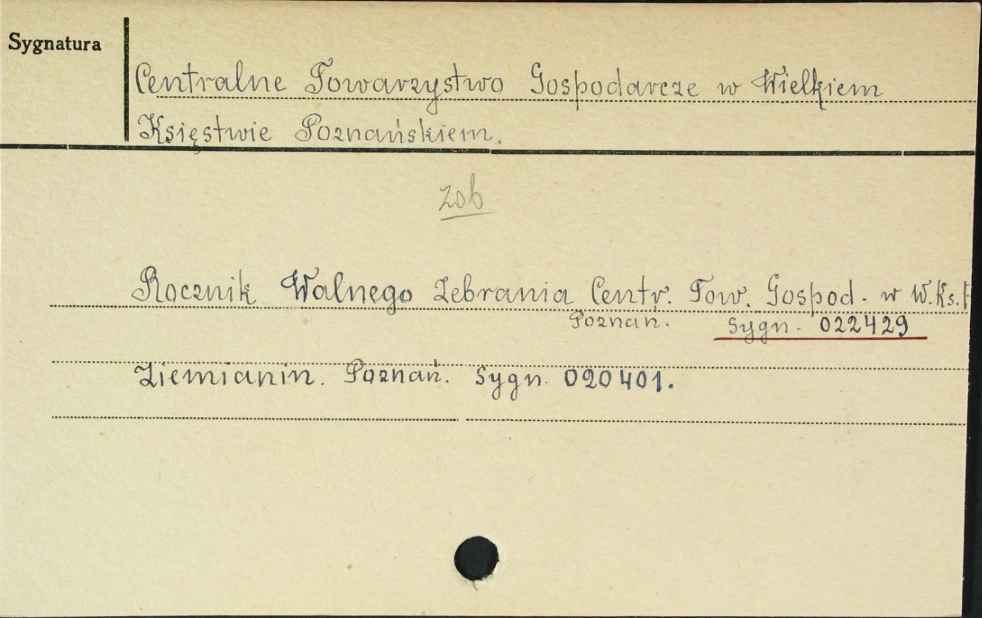 Sygnatura
Centralne Towarzystwo Gospodarcze w Wielkiem
Księstwie Poznańskiem.
zob
Rocznik Walnego Zebrania Centr. Tow. Gospod. w W. Ks. P
Poznań. Sygn. 022429
Ziemianin. Poznań. Sygn. 020401.